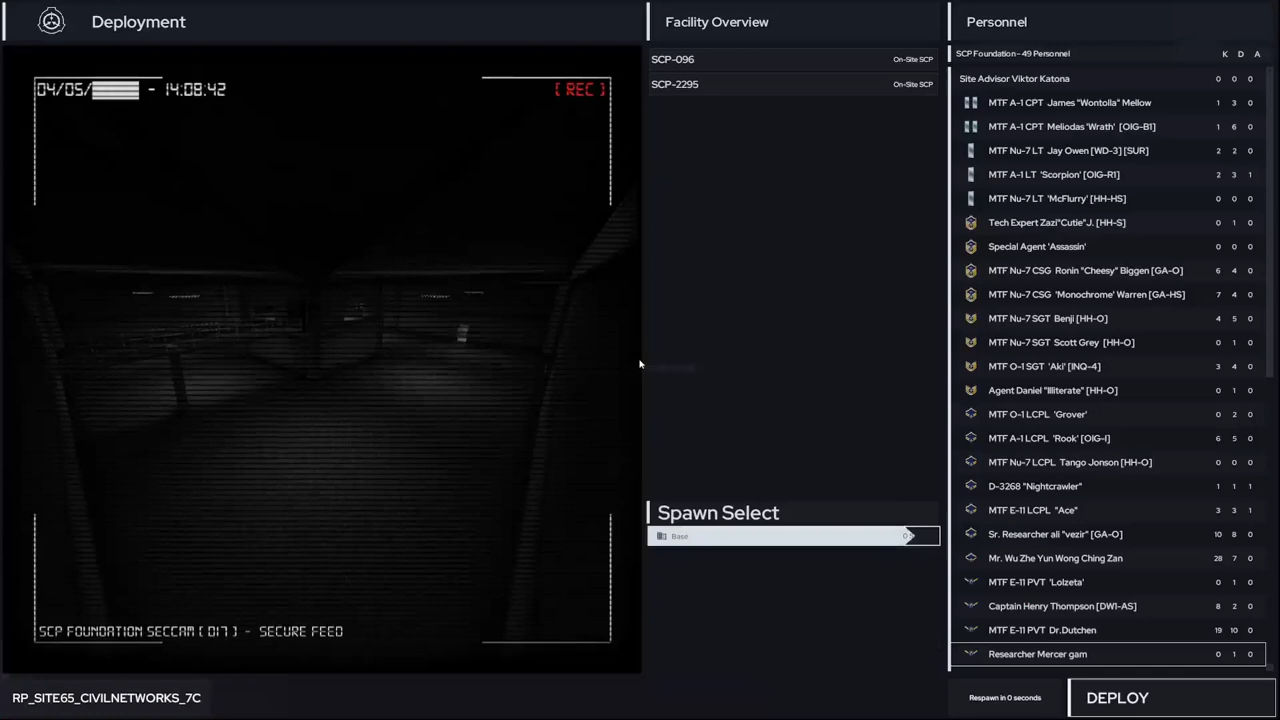 Deployment
04/05/ - 14:08:42
[ REC ]
SCP FOUNDATION SECCAM [ 017 ] - SECURE FEED
RP_SITE65_CIVILNETWORKS_7C
Facility Overview
SCP-096 On-Site SCP
SCP-2295 On-Site SCP
Spawn Select
Base
Personnel
SCP Foundation - 49 Personnel K D A
Site Advisor Viktor Katona 0 0 0
MTF A-1 CPT James "Wontolla" Mellow 1 3 0
MTF A-1 CPT Meliodas 'Wrath' [OIG-B1] 1 6 0
MTF Nu-7 LT Jay Owen [WD-3] [SUR] 2 2 0
MTF A-1 LT 'Scorpion' [OIG-R1] 2 3 1
MTF Nu-7 LT 'McFlurry' [HH-HS] 0 0 0
Tech Expert Zazi"Cutie"J. [HH-S] 0 1 0
Special Agent 'Assassin' 0 0 0
MTF Nu-7 CSG Ronin "Cheesy" Biggen [GA-O] 6 4 0
MTF Nu-7 CSG 'Monochrome' Warren [GA-HS] 7 4 0
MTF Nu-7 SGT Benji [HH-O] 4 5 0
MTF Nu-7 SGT Scott Grey [HH-O] 0 1 0
MTF O-1 SGT 'Aki' [INQ-4] 3 4 0
Agent Daniel "Illiterate" [HH-O] 0 1 0
MTF O-1 LCPL 'Grover' 0 2 0
MTF A-1 LCPL 'Rook' [OIG-I] 6 5 0
MTF Nu-7 LCPL Tango Jonson [HH-O] 0 0 0
D-3268 "Nightcrawler" 1 1 1
MTF E-11 LCPL "Ace" 3 3 1
Sr. Researcher ali "vezir" [GA-O] 10 8 0
Mr. Wu Zhe Yun Wong Ching Zan 28 7 0
MTF E-11 PVT 'Lolzeta' 0 1 0
Captain Henry Thompson [DW1-AS] 8 2 0
MTF E-11 PVT Dr.Dutchen 19 10 0
Researcher Mercer gam 0 1 0
Respawn in 0 seconds
DEPLOY